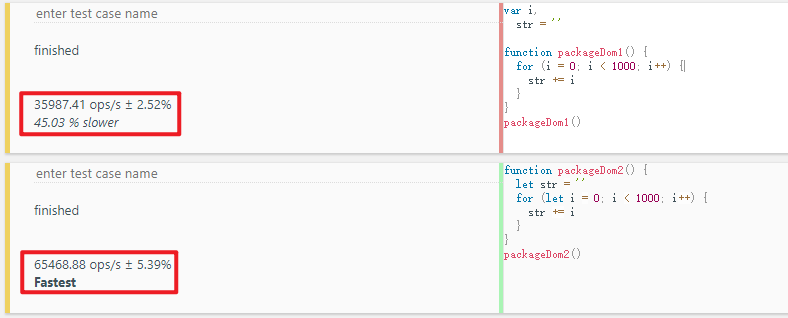 enter test case name
finished
35987.41 ops/s ± 2.52%
45.03 % slower
var i,
  str = ''
function packageDom1() {
  for (i = 0; i < 1000; i++) {
    str += i
  }
}
packageDom1()
enter test case name
finished
65468.88 ops/s ± 5.39%
Fastest
function packageDom2() {
  let str = ''
  for (let i = 0; i < 1000; i++) {
    str += i
  }
}
packageDom2()